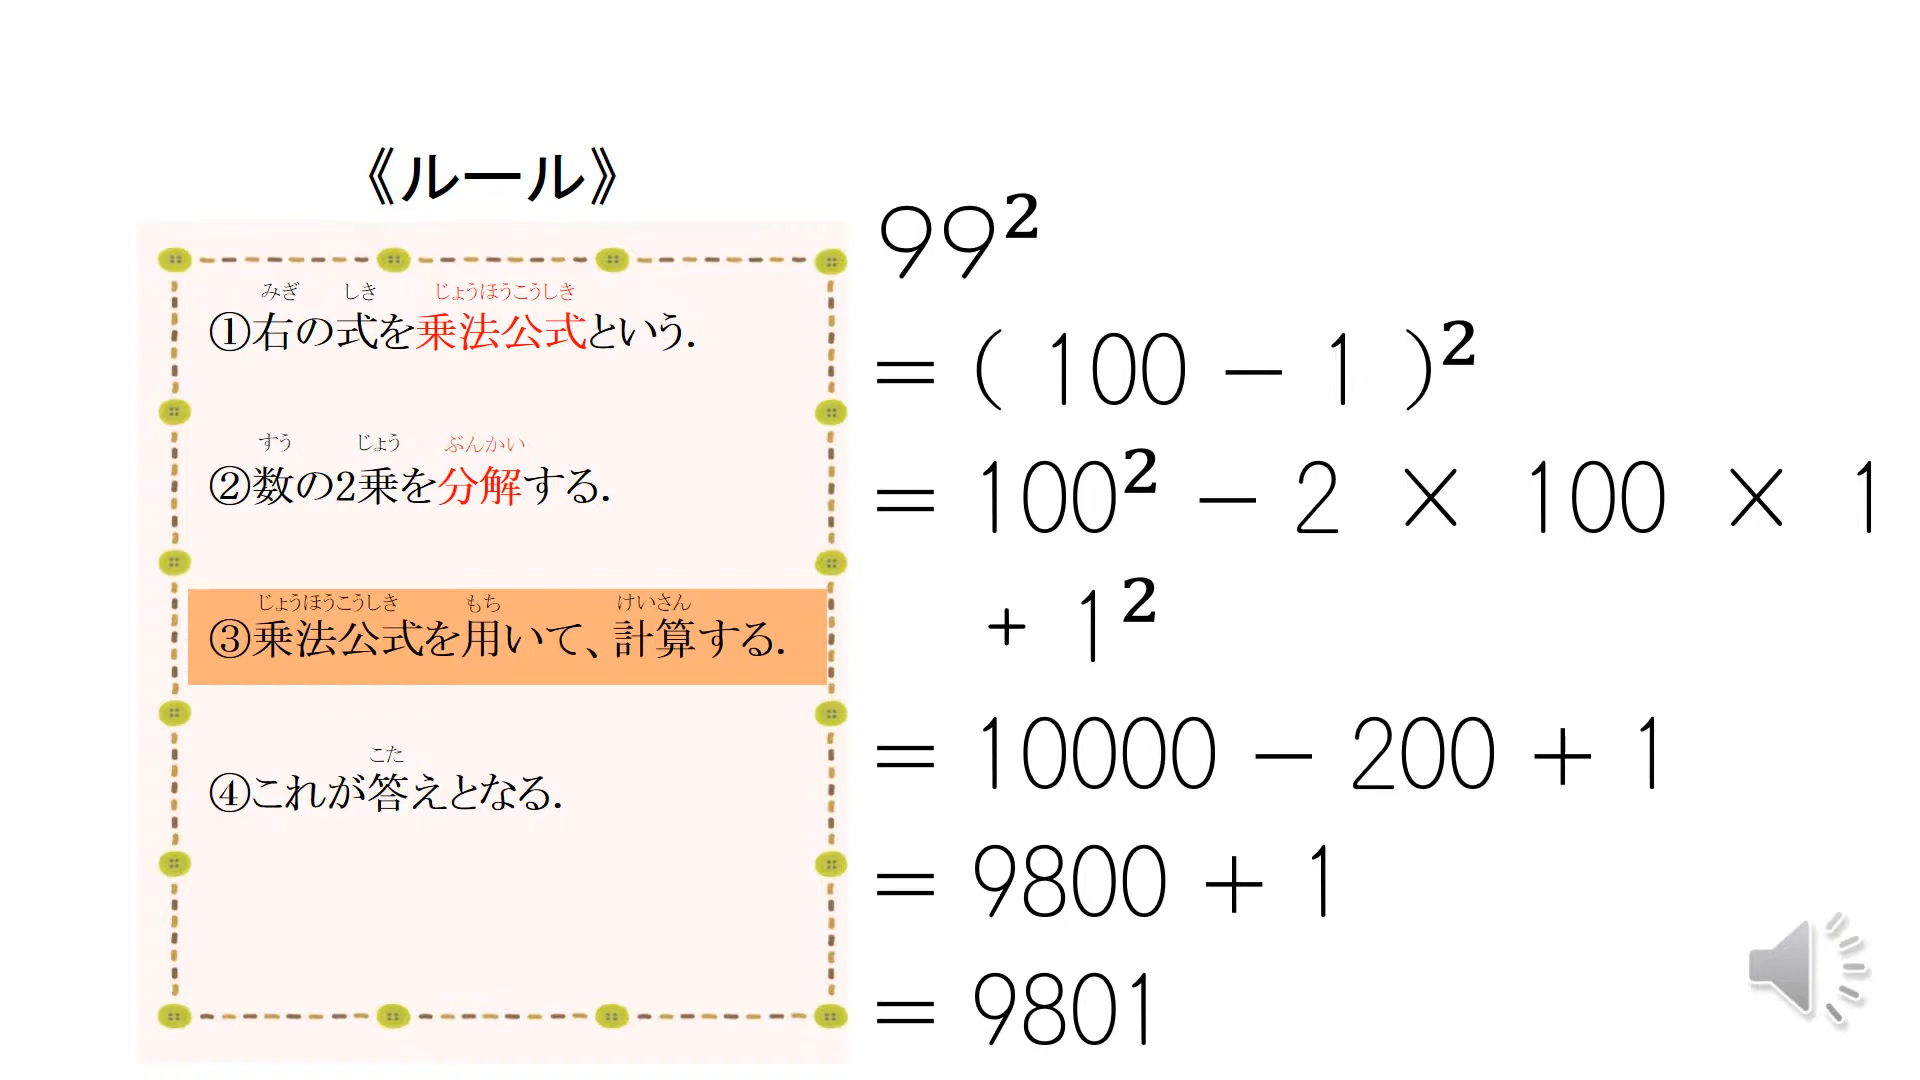 《ルール》
みぎ しき じょうほうこうしき
①右の式を乗法公式という.
すう じょう ぶんかい
②数の2乗を分解する.
じょうほうこうしき もち けいさん
③乗法公式を用いて、計算する.
こた
④これが答えとなる.
99²
= ( 100 − 1 )²
= 100² − 2 × 100 × 1
+ 1²
= 10000 − 200 + 1
= 9800 + 1
= 9801